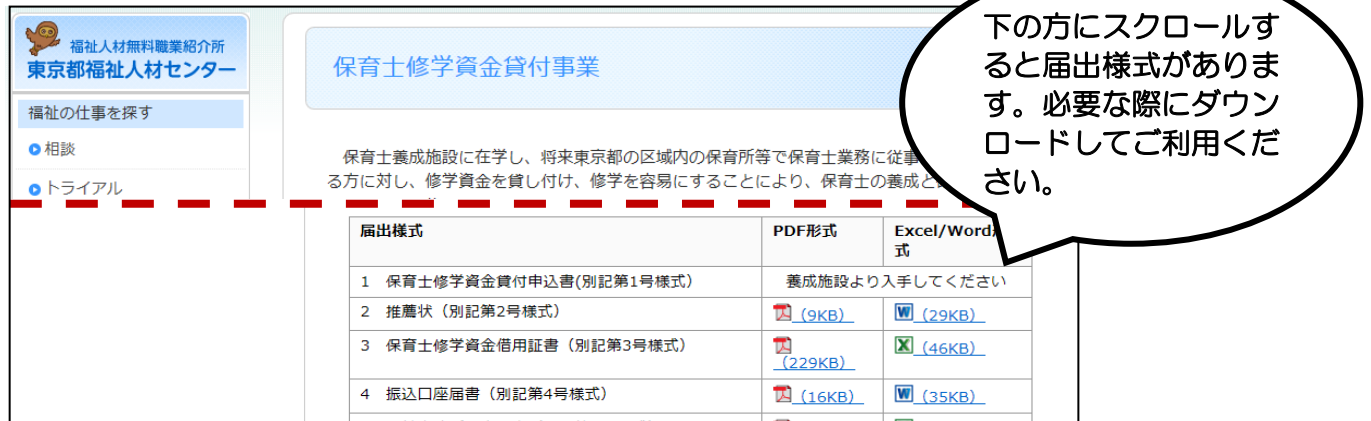 福祉人材無料職業紹介所
東京都福祉人材センター
福祉の仕事を探す
相談
トライアル
保育士修学資金貸付事業
保育士養成施設に在学し、将来東京都の区域内の保育所等で保育士業務に従事
る方に対し、修学資金を貸し付け、修学を容易にすることにより、保育士の養成と
下の方にスクロールす
ると届出様式がありま
す。必要な際にダウン
ロードしてご利用くだ
さい。
届出様式 PDF形式 Excel/Word
式
1 保育士修学資金貸付申込書(別記第1号様式) 養成施設より入手してください
2 推薦状（別記第2号様式） （9KB） （29KB）
3 保育士修学資金借用証書（別記第3号様式） （229KB） （46KB）
4 振込口座届書（別記第4号様式） （16KB） （35KB）